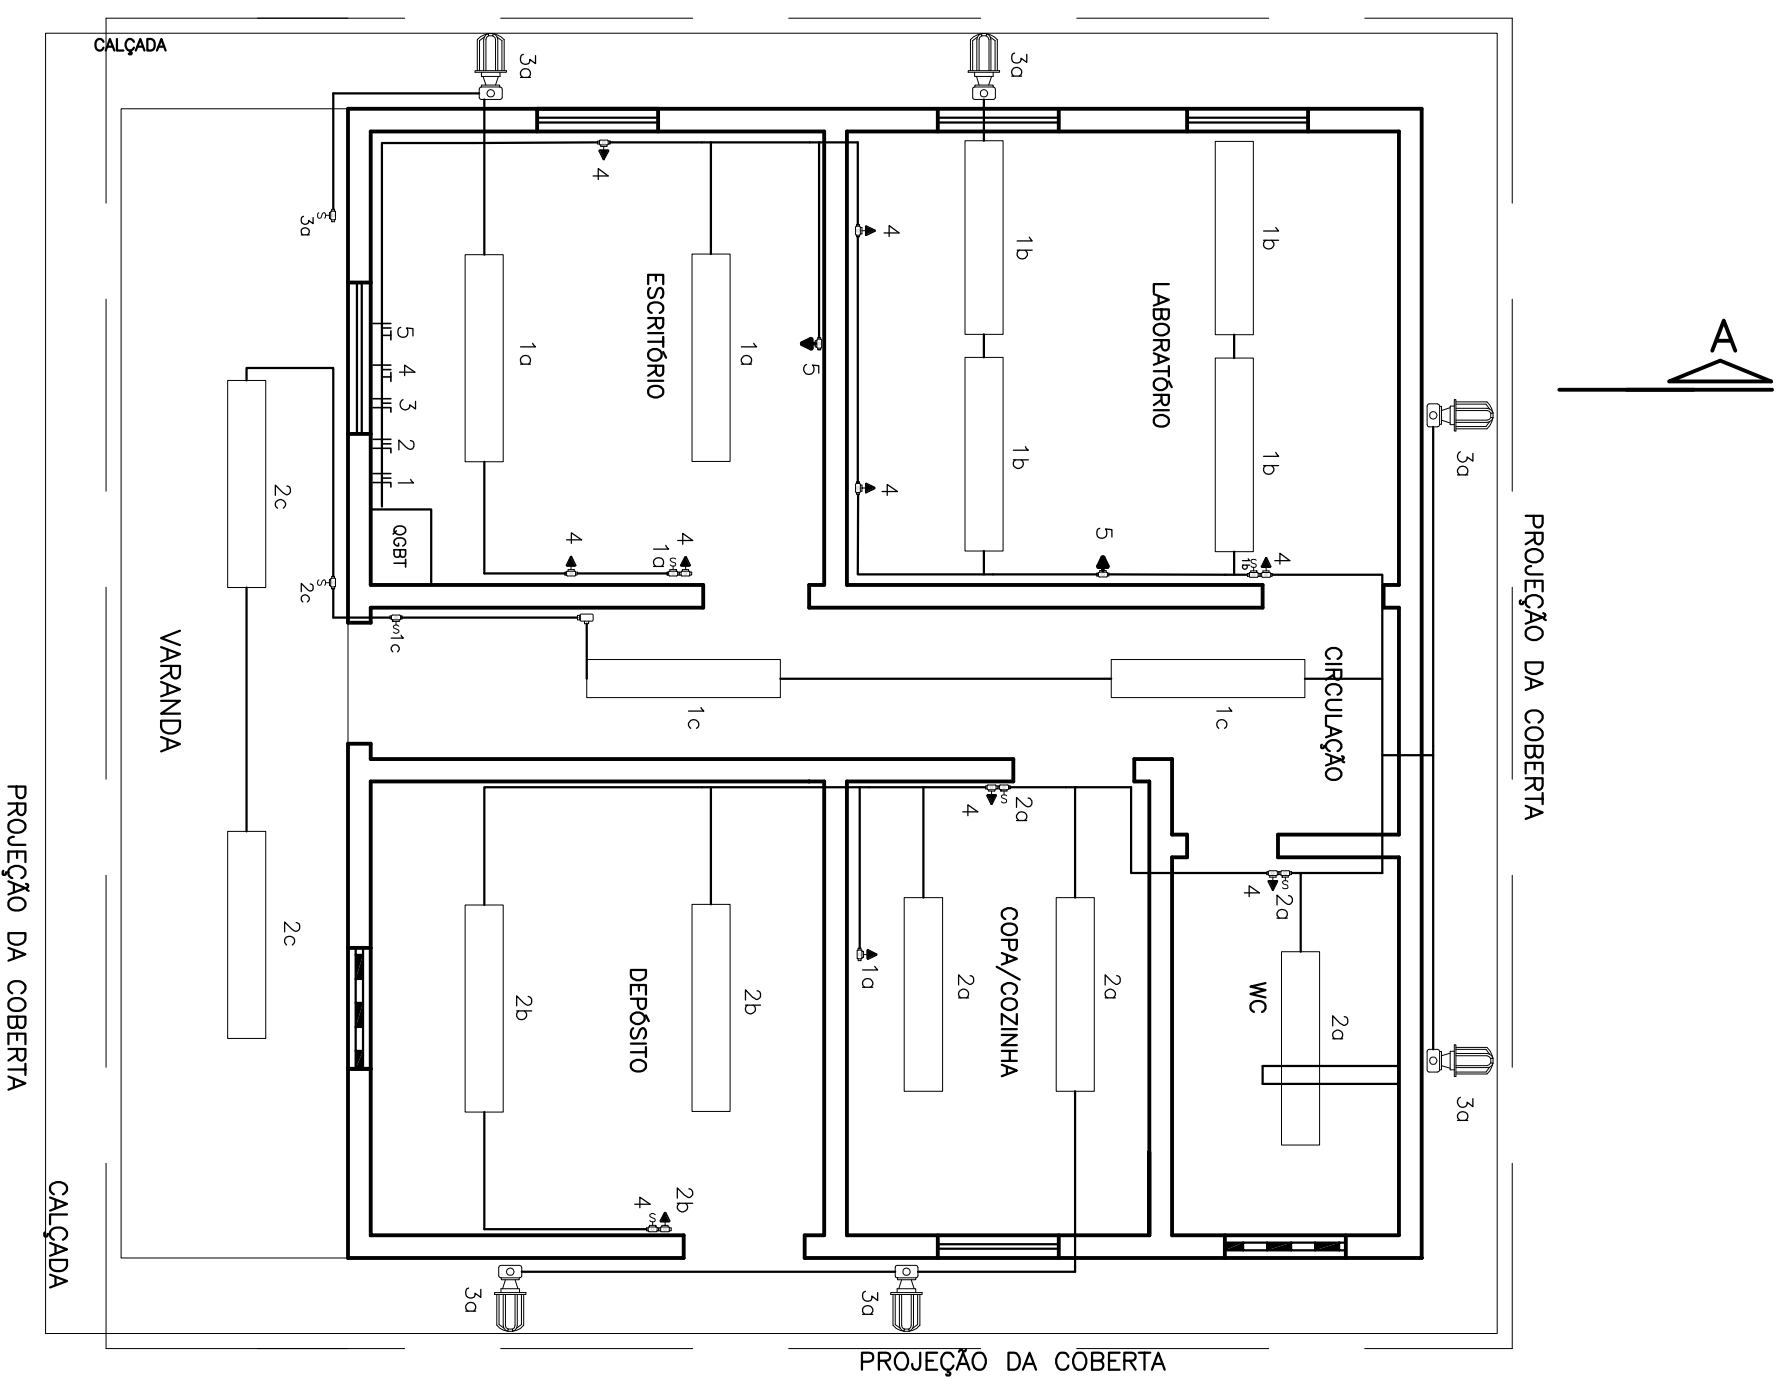 CALÇADA
3a
3a
3a
4
4
1b
1b
ESCRITÓRIO
LABORATÓRIO
A
1a
1a
5
5
4
3
2
1
3a
1b
1b
4
2c
QGBT
4
4
1a
5
4
1b
PROJEÇÃO DA COBERTA
2c
1c
VARANDA
CIRCULAÇÃO
1c
1c
PROJEÇÃO DA COBERTA
2a
4
4
2a
2c
COPA/COZINHA
1a
DEPÓSITO
2b
2b
2a
2a
WC
2a
3a
CALÇADA
4
2b
3a
3a
PROJEÇÃO DA COBERTA
S
S
S
S
S
S
S
S